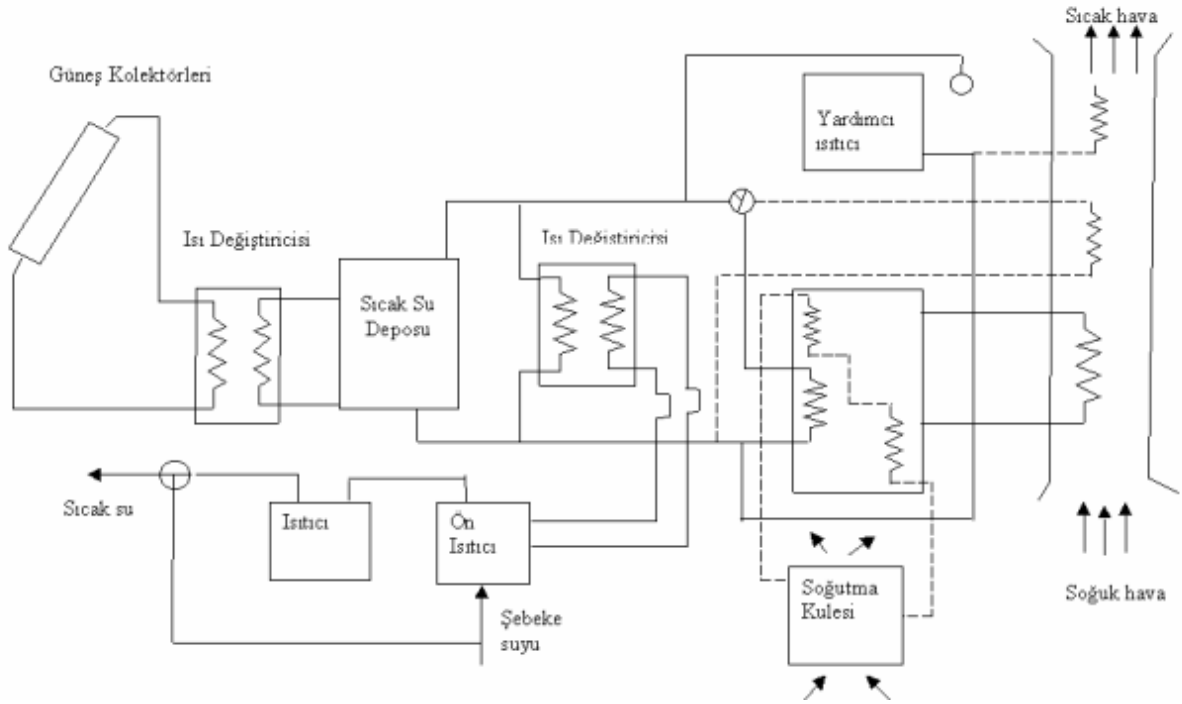 Sıcak hava
Güneş Kolektörleri
Yardımcı
ısıtıcı
Isı Değiştiricisi
Isı Değiştiricisi
Sıcak Su
Deposu
Sıcak su
Isıtıcı
Ön
Isıtıcı
Şebeke
suyu
Soğutma
Kulesi
Soğuk hava